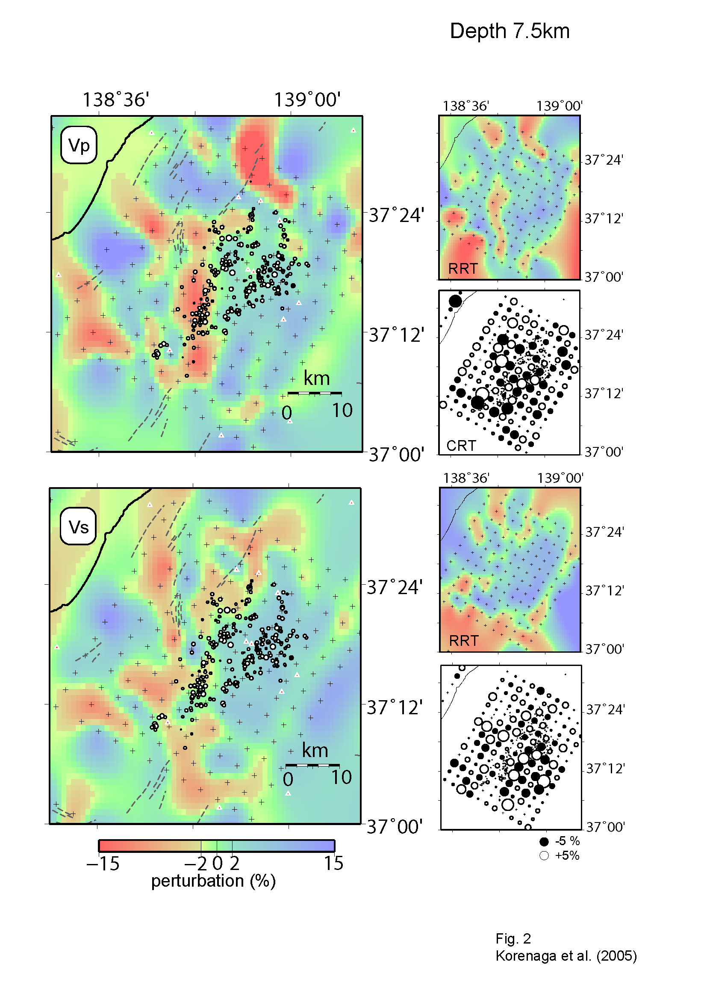 Depth 7.5km
138˚36' 139˚00'
Vp
37˚24'
37˚12'
km
0 10
37˚00'
138˚36' 139˚00'
37˚24'
37˚12'
RRT
37˚00'
37˚24'
37˚12'
CRT
37˚00'
Vs
37˚24'
37˚12'
km
0 10
37˚00'
138˚36' 139˚00'
37˚24'
37˚12'
RRT
37˚00'
37˚24'
37˚12'
37˚00'
-5 %
+5%
−15 −2 0 2 15
perturbation (%)
Fig. 2
Korenaga et al. (2005)